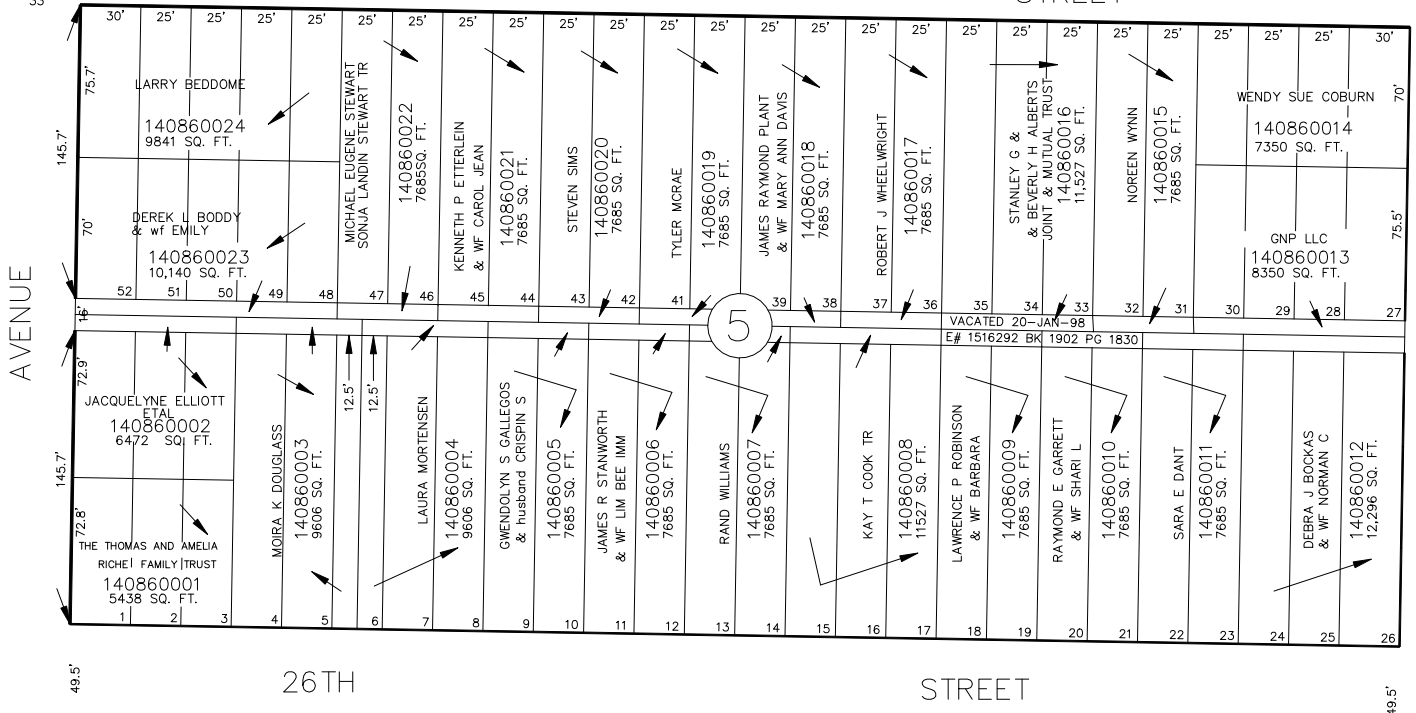 33'
STREET
30' 25' 25' 25' 25' 25' 25' 25' 25' 25' 25' 25' 25' 25' 25' 25' 25' 25' 25' 25' 25' 25' 25' 25' 25' 30'
75.7'
145.7'
70'
LARRY BEDDOME
140860024
9841 SQ. FT.
DEREK L BODDY
& wf EMILY
140860023
10,140 SQ. FT.
MICHAEL EUGENE STEWART
SONJA LANDIN STEWART TR
140860022
7685SQ. FT.
KENNETH P ETTERLEIN
& WF CAROL JEAN
140860021
7685 SQ. FT.
STEVEN SIMS
140860020
7685 SQ. FT.
TYLER MCRAE
140860019
7685 SQ. FT.
JAMES RAYMOND PLANT
& WF MARY ANN DAVIS
140860018
7685 SQ. FT.
ROBERT J WHEELWRIGHT
140860017
7685 SQ. FT.
STANLEY G &
& BEVERLY H ALBERTS
JOINT & MUTUAL TRUST
140860016
11,527 SQ. FT.
NOREEN WYNN
140860015
7685 SQ. FT.
WENDY SUE COBURN
140860014
7350 SQ. FT.
70'
GNP LLC
140860013
8350 SQ. FT.
75.5'
52 51 50 49 48 47 46 45 44 43 42 41 39 38 37 36 35 34 33 32 31 30 29 28 27
AVENUE
16'
5
VACATED 20-JAN-98
E# 1516292 BK 1902 PG 1830
72.9'
145.7'
72.8'
JACQUELYNE ELLIOTT
ETAL
140860002
6472 SQ. FT.
THE THOMAS AND AMELIA
RICHEI FAMILY TRUST
140860001
5438 SQ. FT.
MOIRA K DOUGLASS
140860003
9606 SQ. FT.
12.5'
12.5'
LAURA MORTENSEN
140860004
9606 SQ. FT.
GWENDOLYN S GALLEGOS
& husband CRISPIN S
140860005
7685 SQ. FT.
JAMES R STANWORTH
& WF LIM BEE IMM
140860006
7685 SQ. FT.
RAND WILLIAMS
140860007
7685 SQ. FT.
KAY T COOK TR
140860008
11527 SQ. FT.
LAWRENCE P ROBINSON
& WF BARBARA
140860009
7685 SQ. FT.
RAYMOND E GARRETT
& WF SHARI L
140860010
7685 SQ. FT.
SARA E DANT
140860011
7685 SQ. FT.
DEBRA J BOCKAS
& WF NORMAN C
140860012
12,296 SQ. FT.
1 2 3 4 5 6 7 8 9 10 11 12 13 14 15 16 17 18 19 20 21 22 23 24 25 26
49.5'
26TH
STREET
49.5'